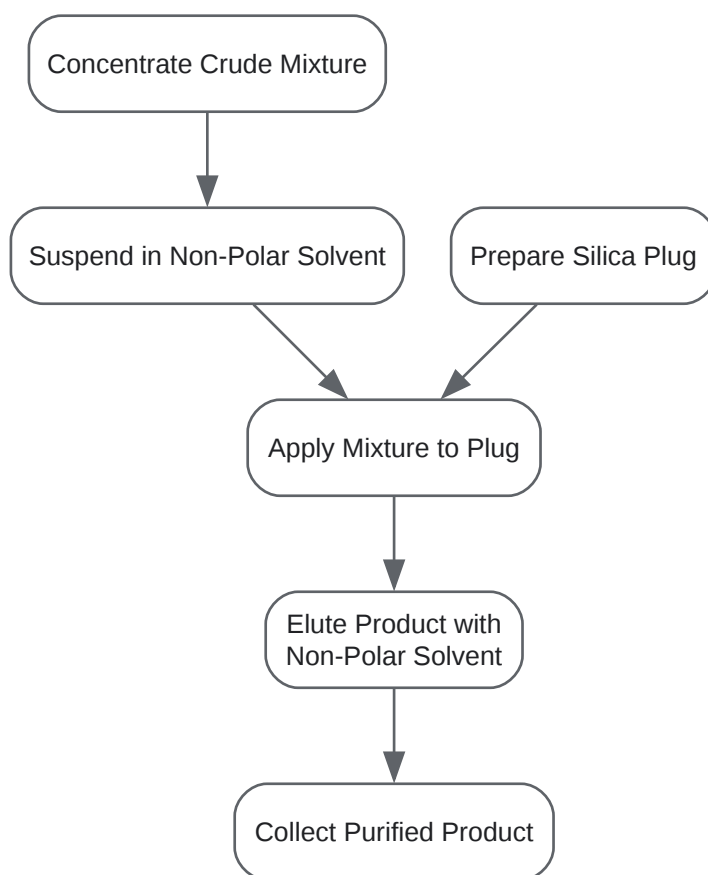 Concentrate Crude Mixture
Suspend in Non-Polar Solvent
Prepare Silica Plug
Apply Mixture to Plug
Elute Product with
Non-Polar Solvent
Collect Purified Product